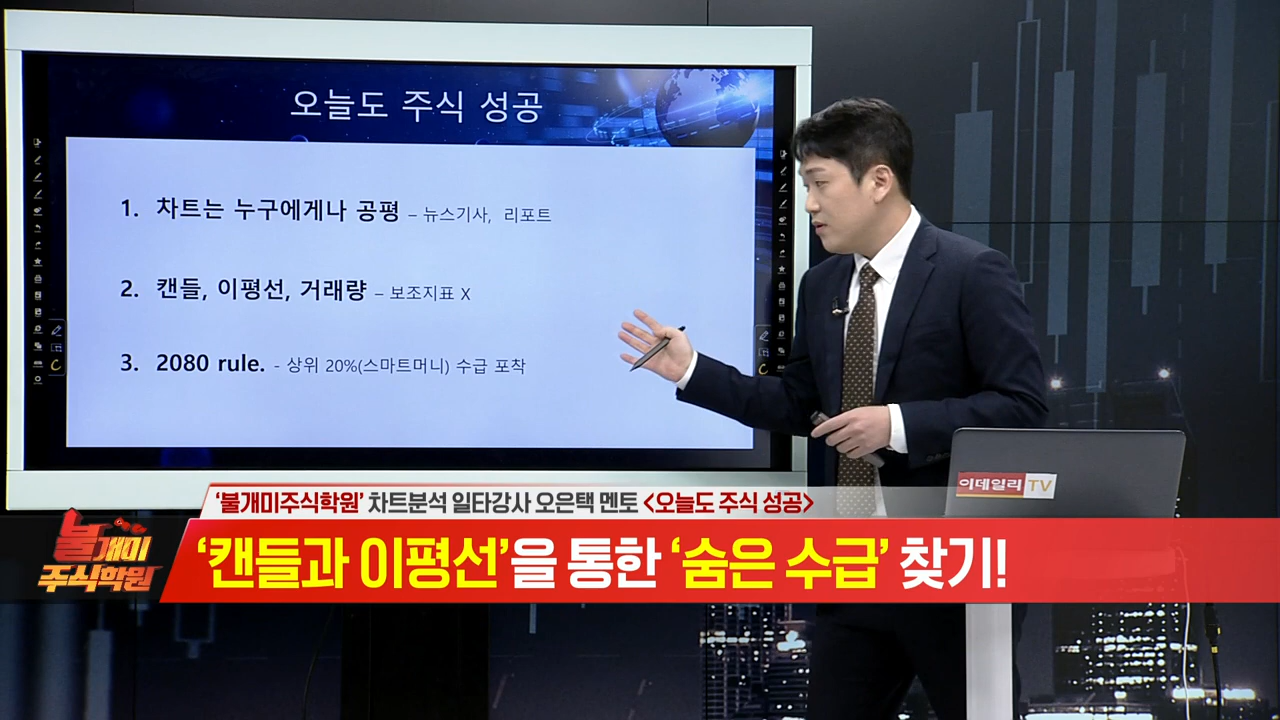 오늘도 주식 성공
1. 차트는 누구에게나 공평 – 뉴스기사, 리포트
2. 캔들, 이평선, 거래량 – 보조지표 X
3. 2080 rule. - 상위 20%(스마트머니) 수급 포착
이데일리 TV
‘불개미주식학원’ 차트분석 일타강사 오은택 멘토 <오늘도 주식 성공>
불개미
주식학원
‘캔들과 이평선’을 통한 ‘숨은 수급’ 찾기!